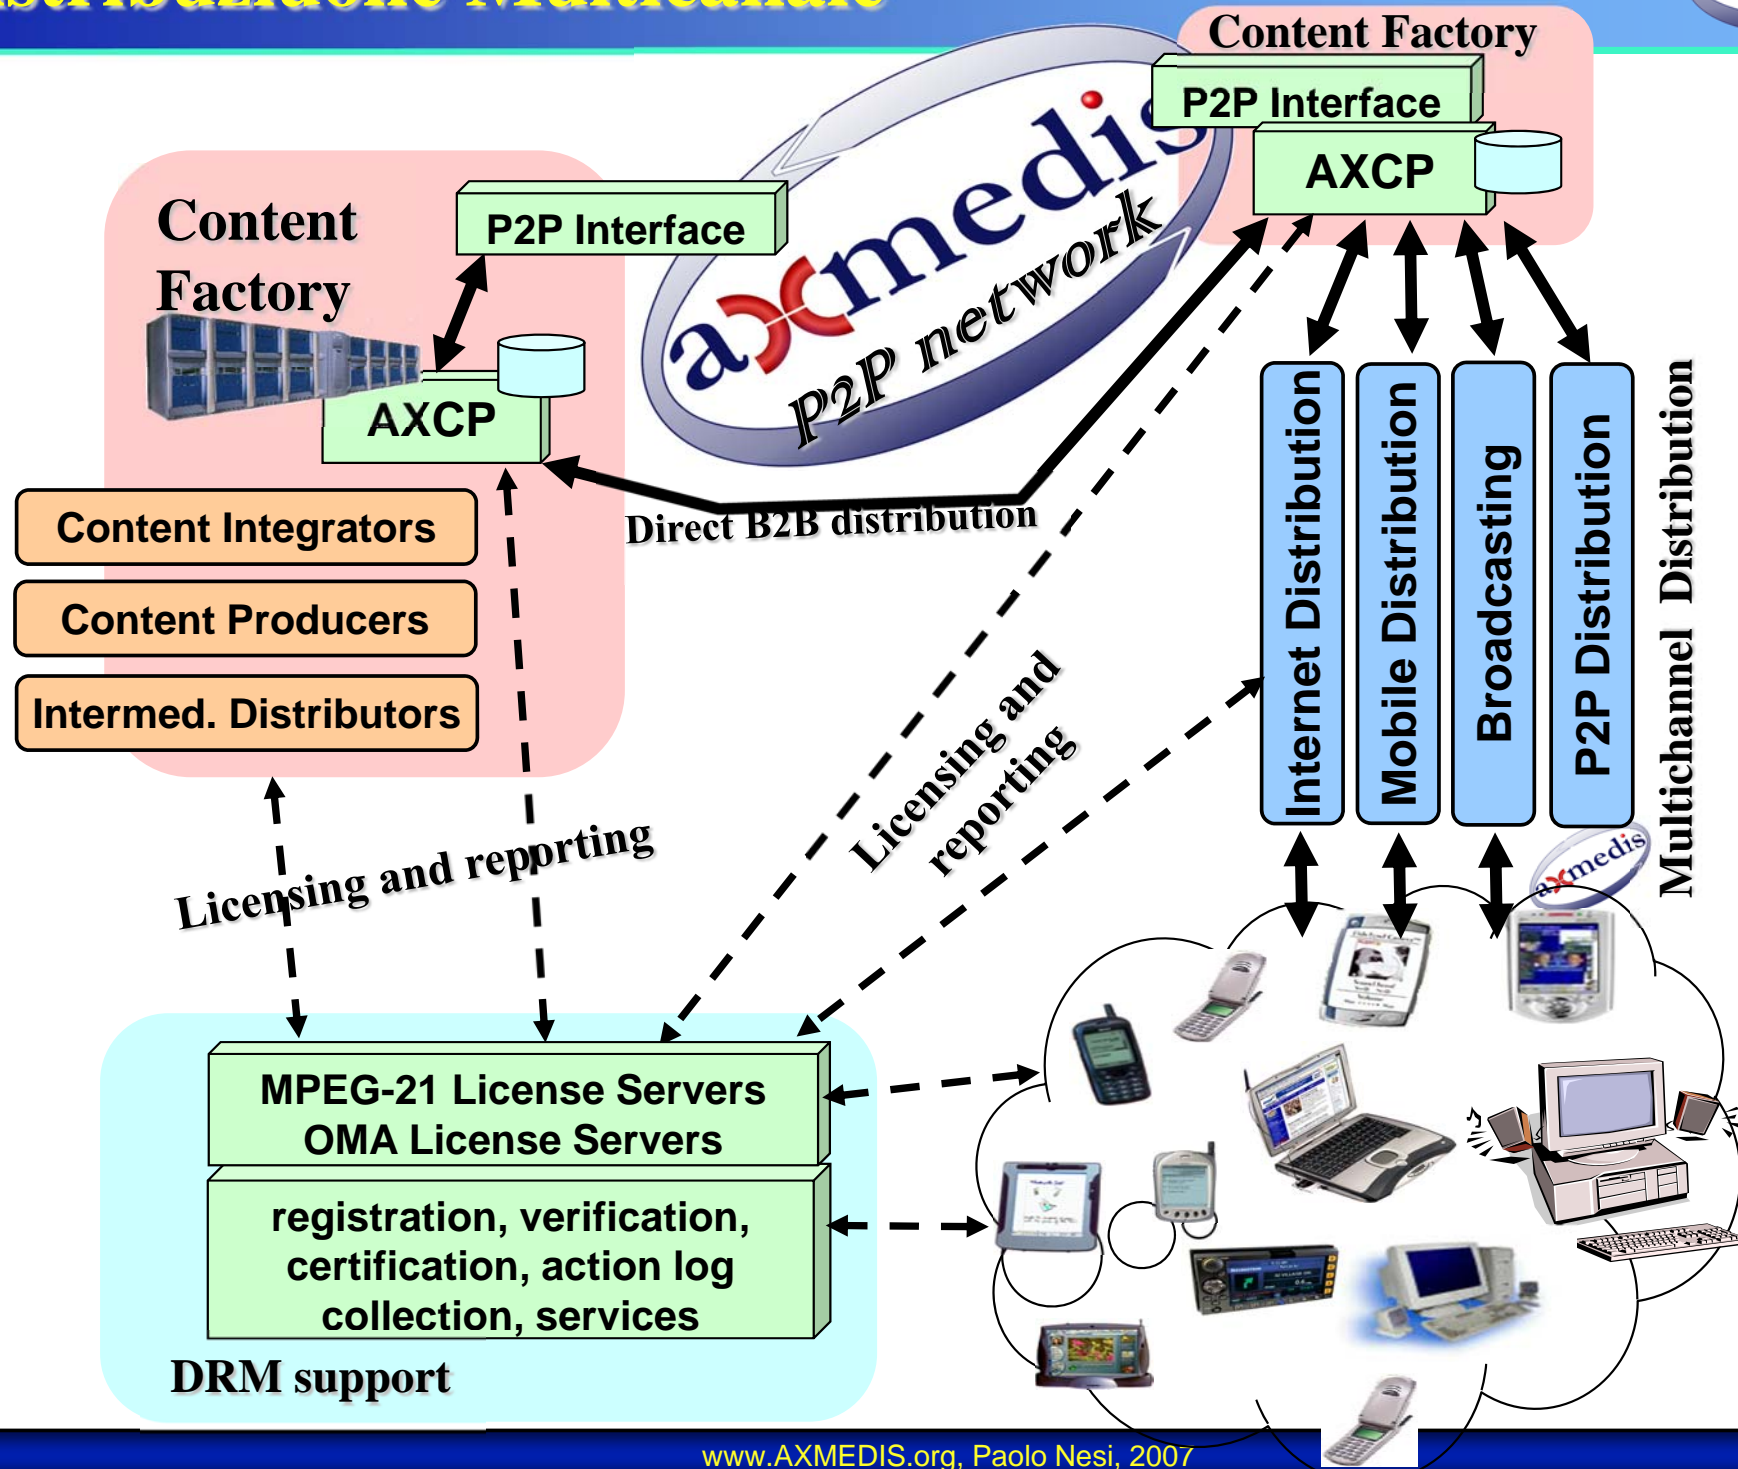 Multicanale
Content Factory
P2P Interface
AXCP
axmedis
P2P network
Content
Factory
P2P Interface
AXCP
Content Integrators
Content Producers
Intermed. Distributors
Direct B2B distribution
Internet Distribution
Mobile Distribution
Broadcasting
P2P Distribution
Multichannel Distribution
Licensing and
reporting
Licensing and reporting
axmedis
MPEG-21 License Servers
OMA License Servers
registration, verification,
certification, action log
collection, services
DRM support
www.AXMEDIS.org, Paolo Nesi, 2007